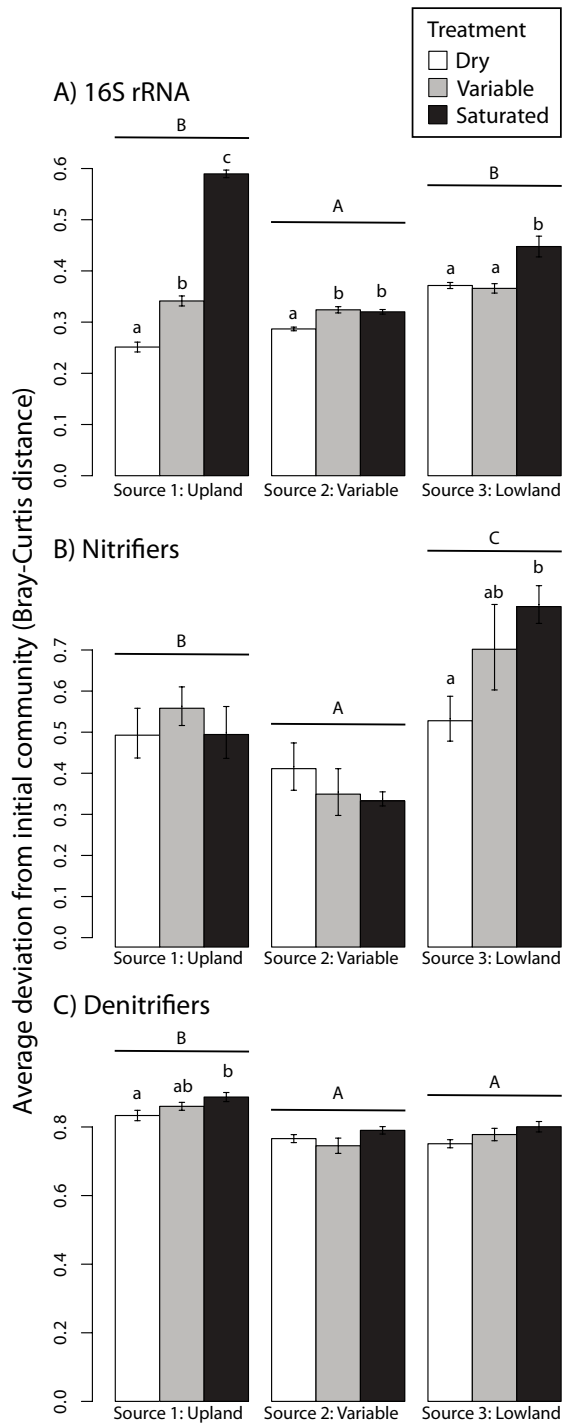 Treatment
Dry
Variable
Saturated
Average deviation from initial community (Bray-Curtis distance)
A) 16S rRNA
B
A
B
a
b
c
a
b
b
a
a
b
0.6
0.5
0.4
0.3
0.2
0.1
0.0
Source 1: Upland
Source 2: Variable
Source 3: Lowland
B) Nitrifiers
B
A
C
a
ab
b
0.7
0.6
0.5
0.4
0.3
0.2
0.1
0.0
Source 1: Upland
Source 2: Variable
Source 3: Lowland
C) Denitrifiers
B
A
A
a
ab
b
0.8
0.6
0.4
0.2
0.0
Source 1: Upland
Source 2: Variable
Source 3: Lowland